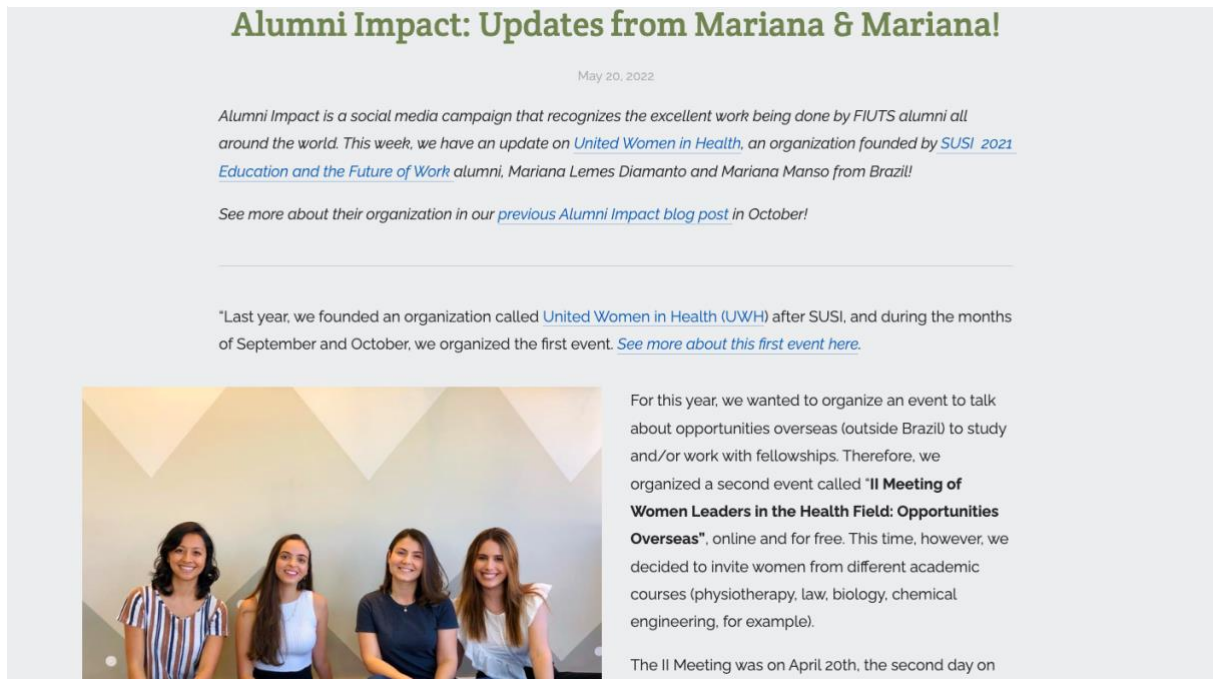 Alumni Impact: Updates from Mariana & Mariana!
May 20, 2022
Alumni Impact is a social media campaign that recognizes the excellent work being done by FIUTS alumni all
around the world. This week, we have an update on United Women in Health, an organization founded by SUSI 2021
Education and the Future of Work alumni, Mariana Lemes Diamanto and Mariana Manso from Brazil!
See more about their organization in our previous Alumni Impact blog post in October!
"Last year, we founded an organization called United Women in Health (UWH) after SUSI, and during the months
of September and October, we organized the first event. See more about this first event here.
For this year, we wanted to organize an event to talk
about opportunities overseas (outside Brazil) to study
and/or work with fellowships. Therefore, we
organized a second event called "II Meeting of
Women Leaders in the Health Field: Opportunities
Overseas", online and for free. This time, however, we
decided to invite women from different academic
courses (physiotherapy, law, biology, chemical
engineering, for example).
The II Meeting was on April 20th, the second day on